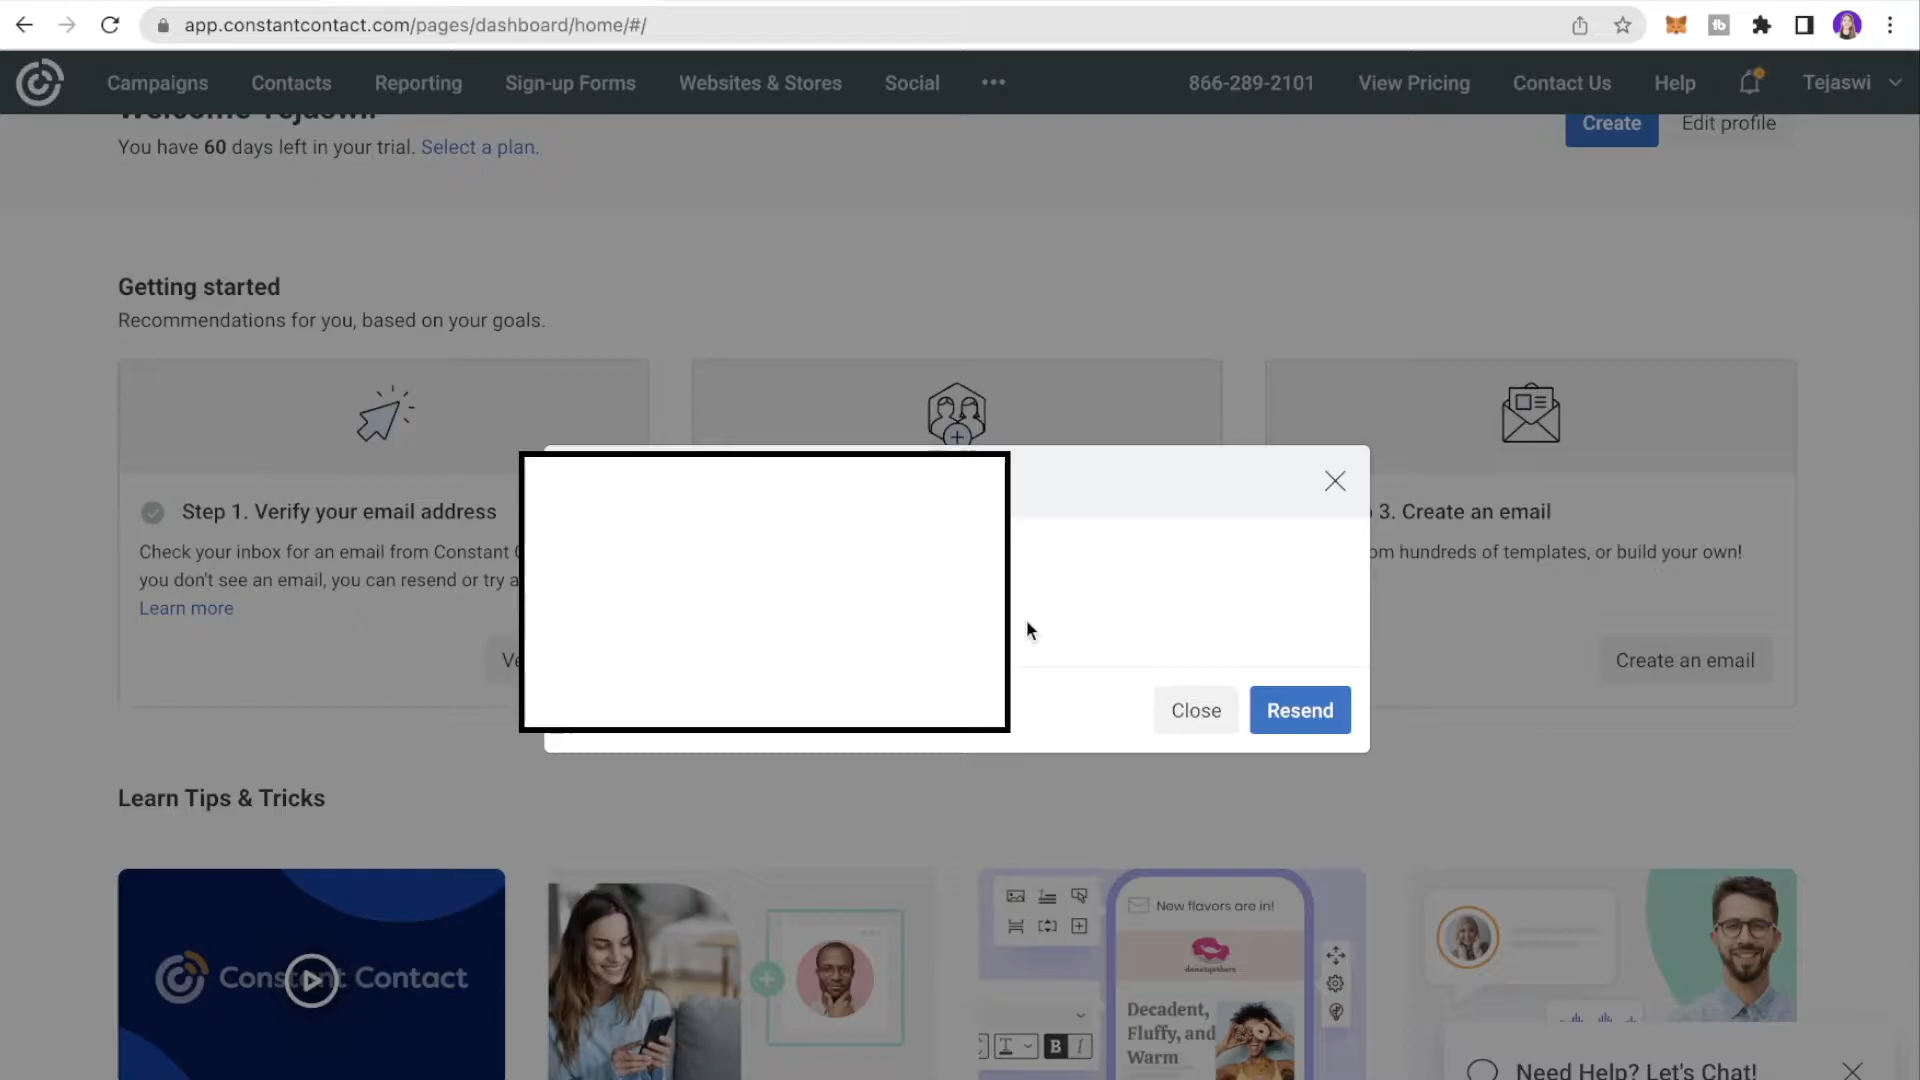 app.constantcontact.com/pages/dashboard/home/#/
Campaigns Contacts Reporting Sign-up Forms Websites & Stores Social ••• 866-289-2101 View Pricing Contact Us Help Tejaswi
Welcome Tejaswi!
You have 60 days left in your trial. Select a plan.
Create Edit profile
Getting started
Recommendations for you, based on your goals.
Step 1. Verify your email address
Check your inbox for an email from Constant
you don't see an email, you can resend or try a
Learn more
3. Create an email
om hundreds of templates, or build your own!
Create an email
Close Resend
Learn Tips & Tricks
Constant Contact
New flavors are in!
Decadent,
Fluffy, and
Warm
B I
Need Help? Let's Chat!